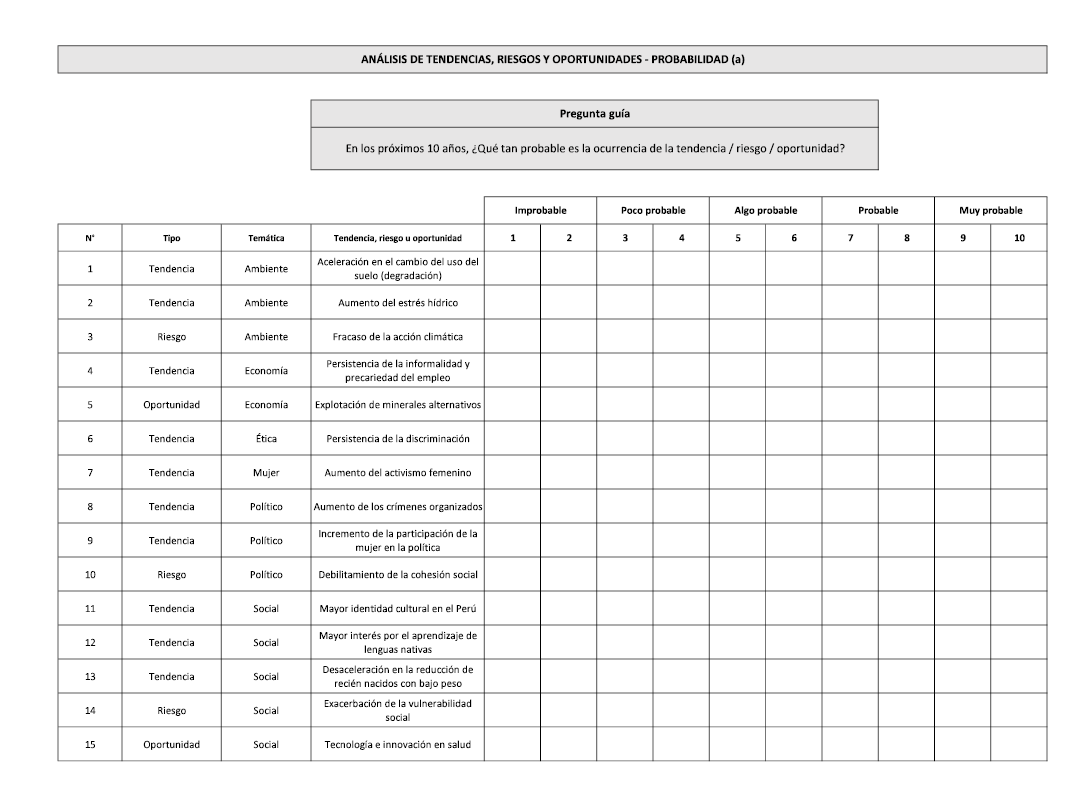 ANÁLISIS DE TENDENCIAS, RIESGOS Y OPORTUNIDADES - PROBABILIDAD (a)
Pregunta guía
En los próximos 10 años, ¿Qué tan probable es la ocurrencia de la tendencia / riesgo / oportunidad?
Improbable Poco probable Algo probable Probable Muy probable
N° Tipo Temática Tendencia, riesgo u oportunidad 1 2 3 4 5 6 7 8 9 10
1 Tendencia Ambiente Aceleración en el cambio del uso del
suelo (degradación)
2 Tendencia Ambiente Aumento del estrés hídrico
3 Riesgo Ambiente Fracaso de la acción climática
4 Tendencia Economía Persistencia de la informalidad y
precariedad del empleo
5 Oportunidad Economía Explotación de minerales alternativos
6 Tendencia Ética Persistencia de la discriminación
7 Tendencia Mujer Aumento del activismo femenino
8 Tendencia Político Aumento de los crímenes organizados
9 Tendencia Político Incremento de la participación de la
mujer en la política
10 Riesgo Político Debilitamiento de la cohesión social
11 Tendencia Social Mayor identidad cultural en el Perú
12 Tendencia Social Mayor interés por el aprendizaje de
lenguas nativas
13 Tendencia Social Desaceleración en la reducción de
recién nacidos con bajo peso
14 Riesgo Social Exacerbación de la vulnerabilidad
social
15 Oportunidad Social Tecnología e innovación en salud